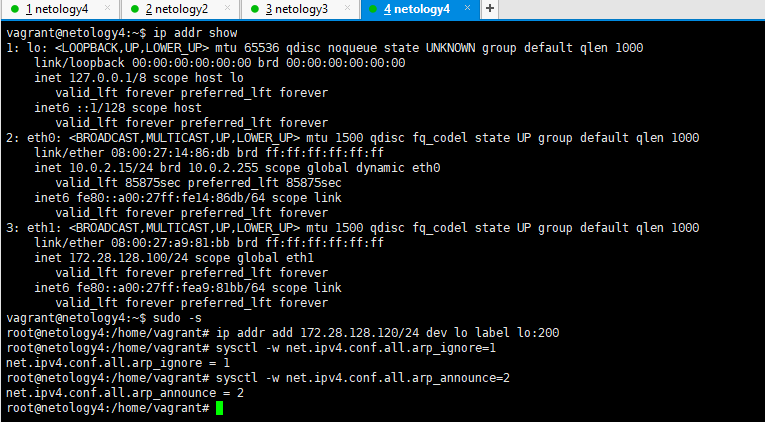 1 netology4 × 2 netology2 × 3 netology3 × 4 netology4 × +
vagrant@netology4:~$ ip addr show
1: lo: <LOOPBACK,UP,LOWER_UP> mtu 65536 qdisc noqueue state UNKNOWN group default qlen 1000
    link/loopback 00:00:00:00:00:00 brd 00:00:00:00:00:00
    inet 127.0.0.1/8 scope host lo
       valid_lft forever preferred_lft forever
    inet6 ::1/128 scope host
       valid_lft forever preferred_lft forever
2: eth0: <BROADCAST,MULTICAST,UP,LOWER_UP> mtu 1500 qdisc fq_codel state UP group default qlen 1000
    link/ether 08:00:27:14:86:db brd ff:ff:ff:ff:ff:ff
    inet 10.0.2.15/24 brd 10.0.2.255 scope global dynamic eth0
       valid_lft 85875sec preferred_lft 85875sec
    inet6 fe80::a00:27ff:fe14:86db/64 scope link
       valid_lft forever preferred_lft forever
3: eth1: <BROADCAST,MULTICAST,UP,LOWER_UP> mtu 1500 qdisc fq_codel state UP group default qlen 1000
    link/ether 08:00:27:a9:81:bb brd ff:ff:ff:ff:ff:ff
    inet 172.28.128.100/24 scope global eth1
       valid_lft forever preferred_lft forever
    inet6 fe80::a00:27ff:fea9:81bb/64 scope link
       valid_lft forever preferred_lft forever
vagrant@netology4:~$ sudo -s
root@netology4:/home/vagrant# ip addr add 172.28.128.120/24 dev lo label lo:200
root@netology4:/home/vagrant# sysctl -w net.ipv4.conf.all.arp_ignore=1
net.ipv4.conf.all.arp_ignore = 1
root@netology4:/home/vagrant# sysctl -w net.ipv4.conf.all.arp_announce=2
net.ipv4.conf.all.arp_announce = 2
root@netology4:/home/vagrant#